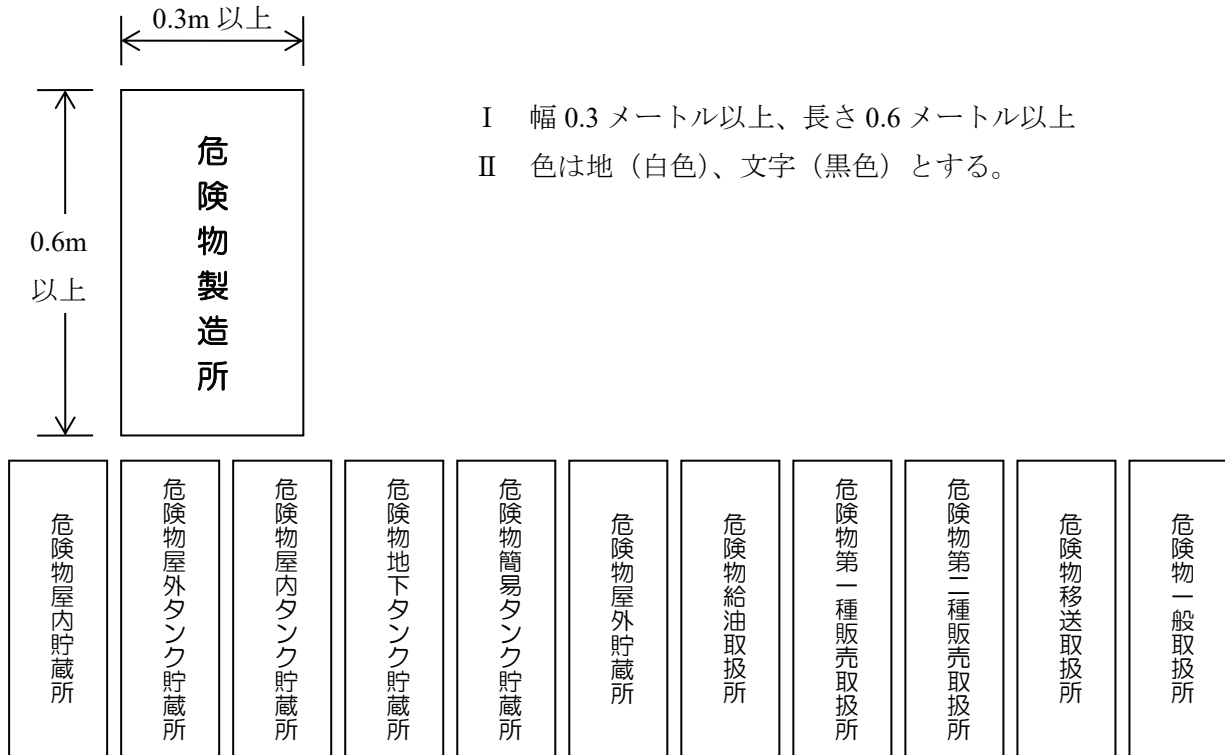 0.3m 以上
0.6m
以上
危険物製造所
Ⅰ 幅 0.3 メートル以上、長さ 0.6 メートル以上
Ⅱ 色は地（白色）、文字（黒色）とする。
危険物屋内貯蔵所
危険物屋外タンク貯蔵所
危険物屋内タンク貯蔵所
危険物地下タンク貯蔵所
危険物簡易タンク貯蔵所
危険物屋外貯蔵所
危険物給油取扱所
危険物第一種販売取扱所
危険物第二種販売取扱所
危険物移送取扱所
危険物一般取扱所